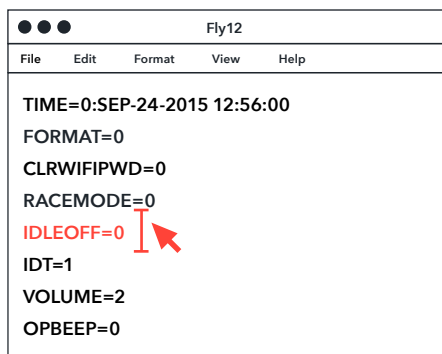 Fly12
File Edit Format View Help
TIME=0:SEP-24-2015 12:56:00
FORMAT=0
CLRWIFIPWD=0
RACEMODE=0
IDLEOFF=0
IDT=1
VOLUME=2
OPBEEP=0